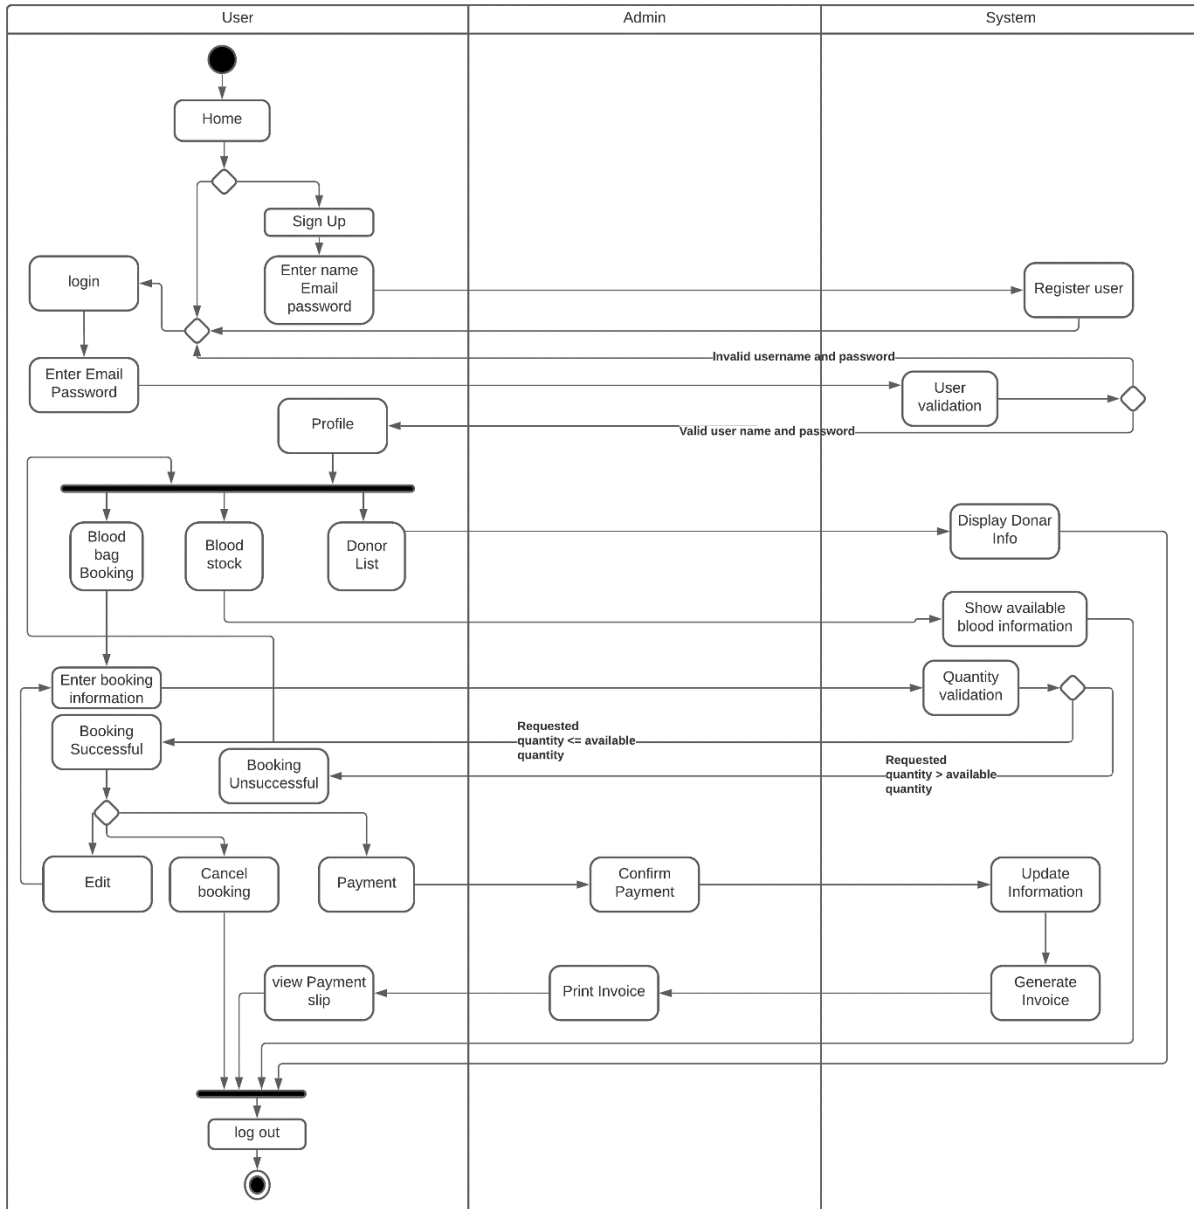 User
Admin
System
Home
Sign Up
Enter name
Email
password
login
Register user
Invalid username and password
Enter Email
Password
User
validation
Profile
Valid user name and password
Blood
bag
Booking
Blood
stock
Donor
List
Display Donar
Info
Show available
blood information
Enter booking
information
Quantity
validation
Booking
Successful
Requested
quantity <= available
quantity
Booking
Unsuccessful
Requested
quantity > available
quantity
Edit
Cancel
booking
Payment
Confirm
Payment
Update
Information
view Payment
slip
Print Invoice
Generate
Invoice
log out